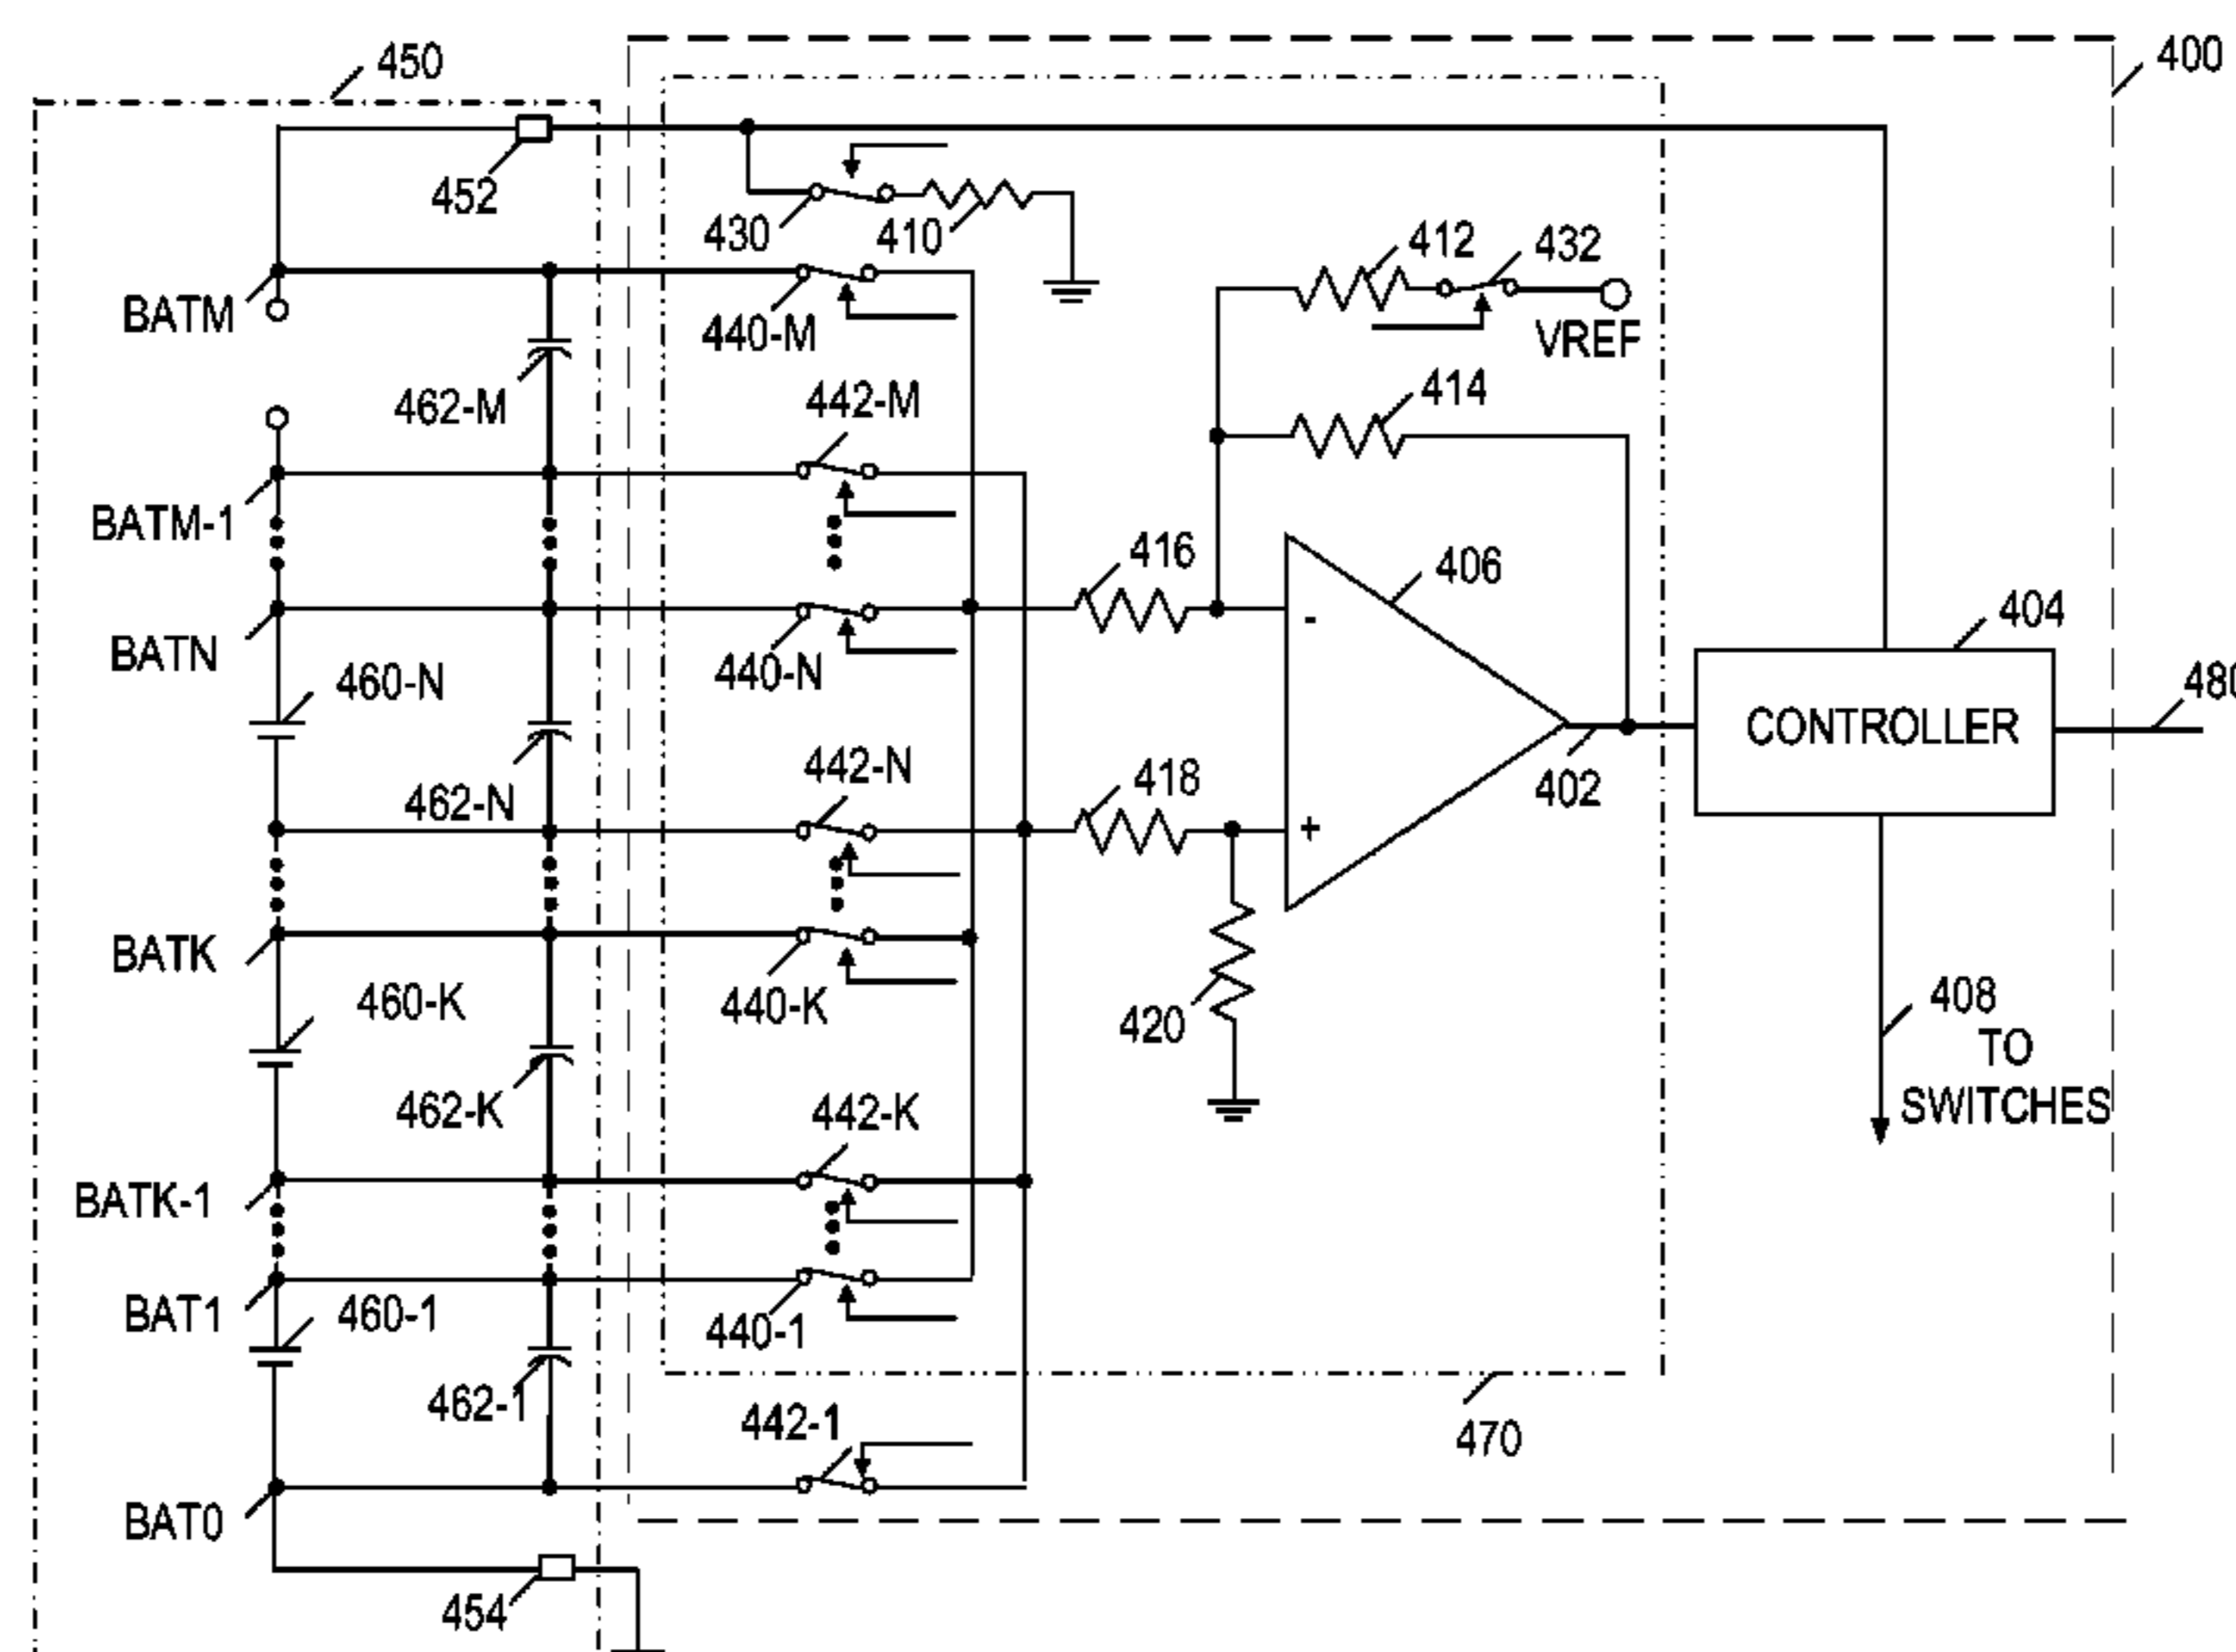 450
400
452
430
410
412
432
BATM
440-M
VREF
462-M
442-M
414
BATM-1
416
406
-
BATN
440-N
404
460-N
480
CONTROLLER
442-N
418
462-N
402
+
BATK
460-K
440-K
420
408
TO
SWITCHES
462-K
442-K
BATK-1
BAT1
460-1
440-1
462-1
442-1
470
BAT0
454